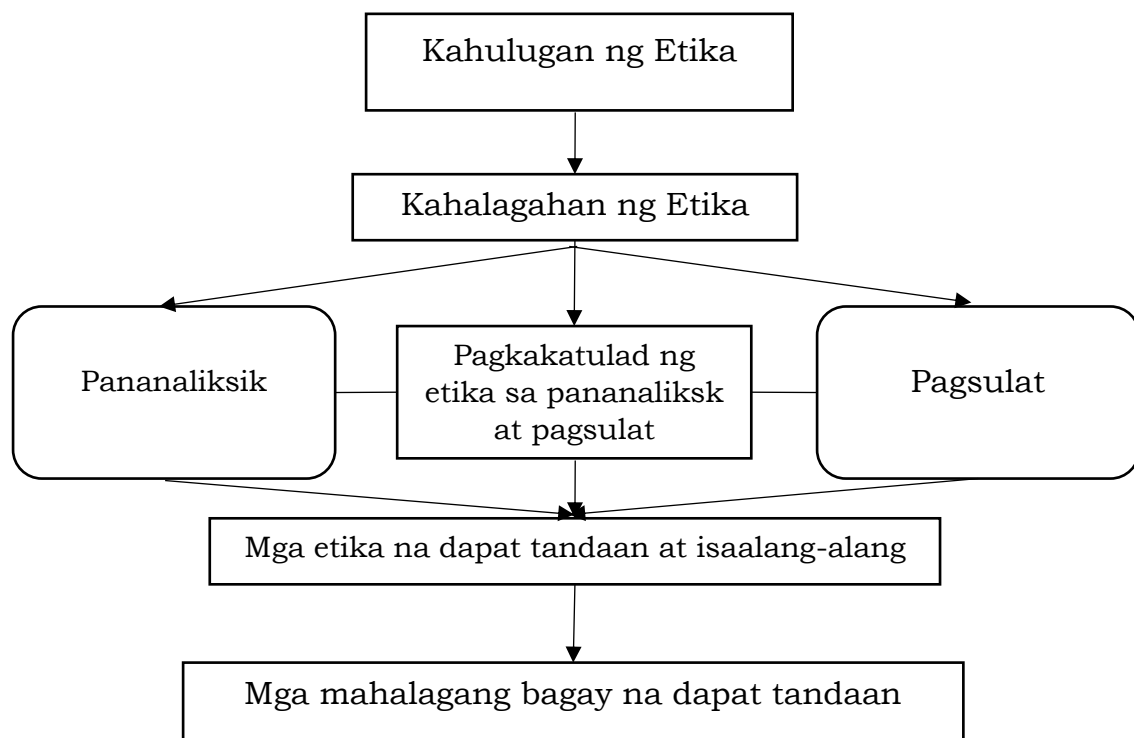 Kahulugan ng Etika
Kahalagahan ng Etika
Pananaliksik
Pagkakatulad ng
etika sa pananaliksk
at pagsulat
Pagsulat
Mga etika na dapat tandaan at isaalang-alang
Mga mahalagang bagay na dapat tandaan